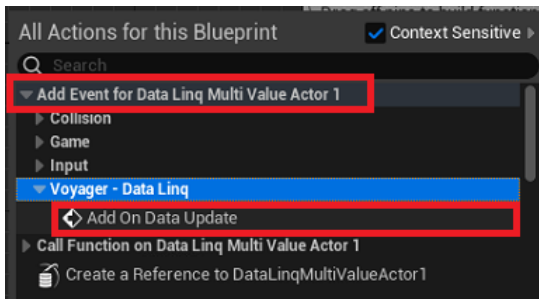 All Actions for this Blueprint
Context Sensitive
Search
Add Event for Data Linq Multi Value Actor 1
Collision
Game
Input
Voyager - Data Linq
Add On Data Update
Call Function on Data Linq Multi Value Actor 1
Create a Reference to DataLinqMultiValueActor1